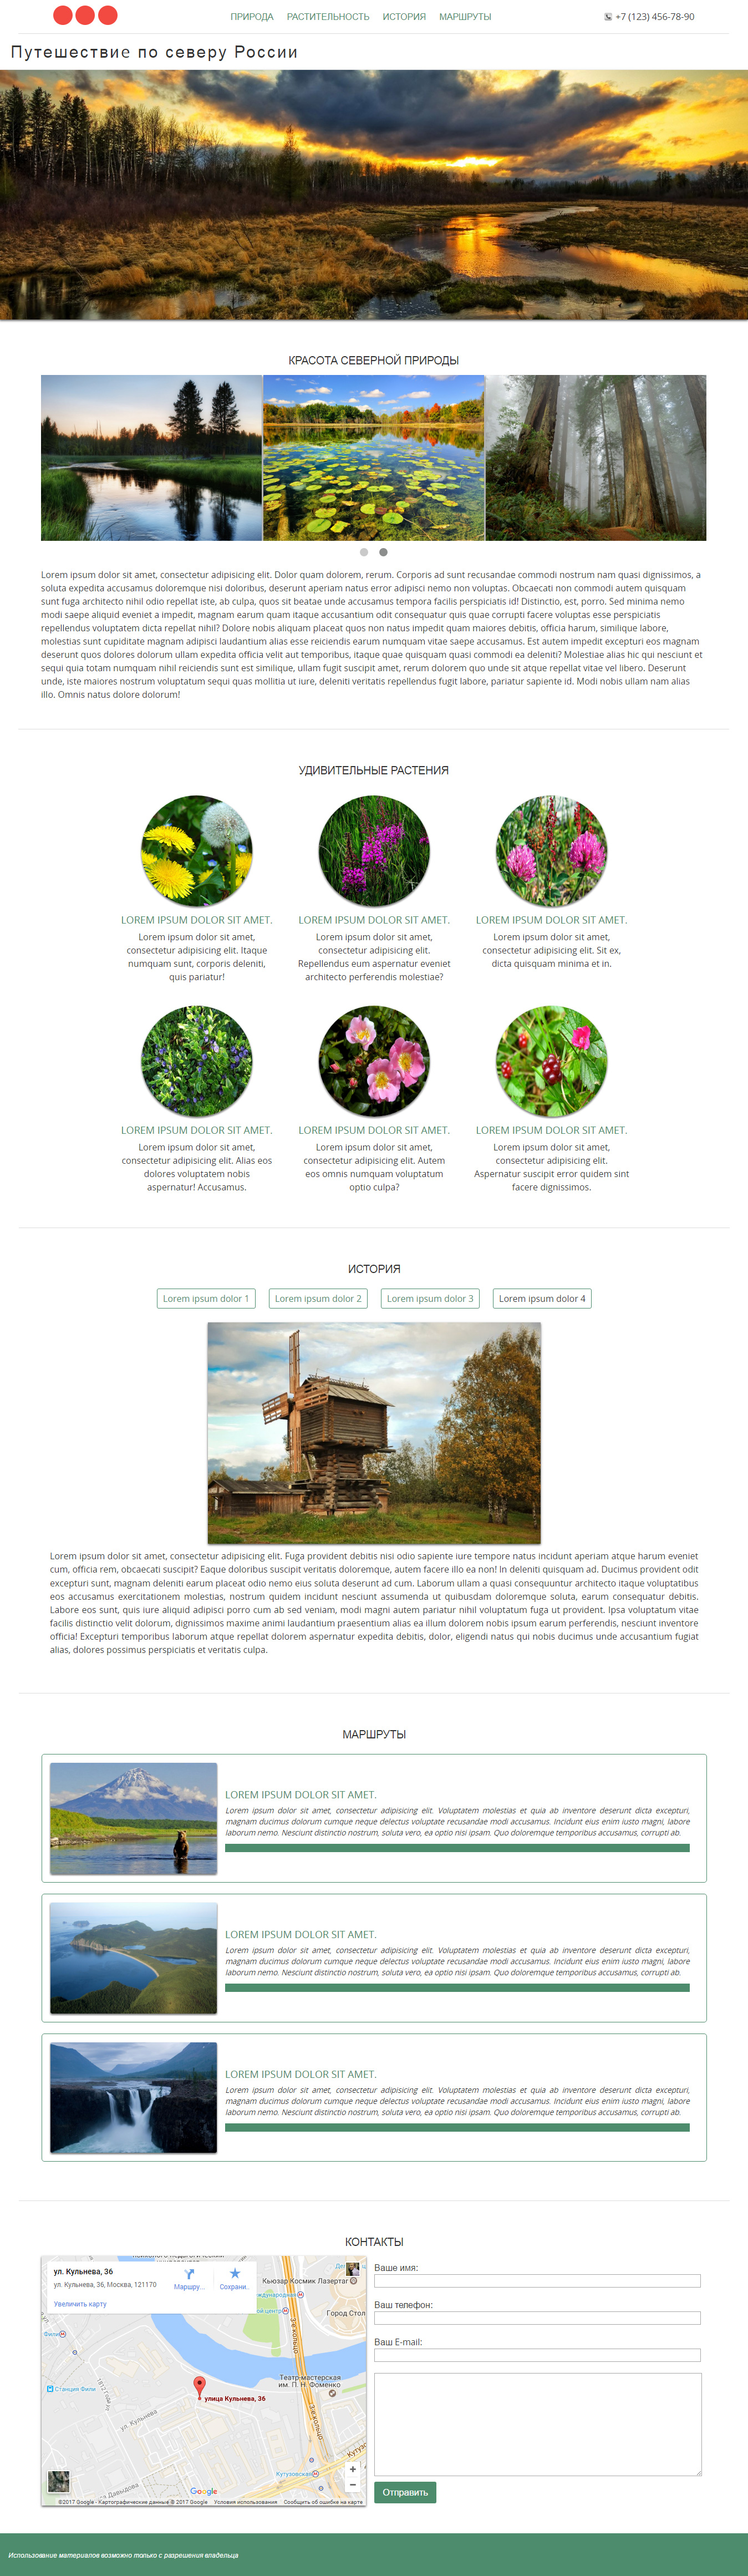 ПРИРОДА РАСТИТЕЛЬНОСТЬ ИСТОРИЯ МАРШРУТЫ +7 (123) 456-78-90
Путешествие по северу России
КРАСОТА СЕВЕРНОЙ ПРИРОДЫ
Lorem ipsum dolor sit amet, consectetur adipisicing elit. Dolor quam dolorem, rerum. Corporis ad sunt recusandae commodi nostrum nam quasi dignissimos, a
soluta expedita accusamus doloremque nisi doloribus, deserunt aperiam natus error adipisci nemo non voluptas. Obcaecati non commodi autem quisquam
sunt fuga architecto nihil odio repellat iste, ab culpa, quos sit beatae unde accusamus tempora facilis perspiciatis id! Distinctio, est, porro. Sed minima nemo
modi saepe aliquid eveniet a impedit, magnam earum quam itaque accusantium odit consequatur quis quae corrupti facere voluptas esse perspiciatis
repellendus voluptatem dicta repellat nihil? Dolore nobis aliquam placeat quos non natus impedit voluptatum quam maiores debitis, officia harum, similique labore,
molestias sunt cupiditate magnam adipisci laudantium alias esse reiciendis earum numquam vitae saepe accusamus. Est autem impedit excepturi eos magnam
deserunt quos dolores dolorum ullam expedita officia velit aut temporibus, itaque quae quisquam quasi commodi ea deleniti? Molestiae alias hic qui nesciunt et
sequi quia totam numquam nihil reiciendis sunt est similique, ullam fugit suscipit amet, rerum dolorem quo unde sit atque repellat vitae vel libero. Deserunt
unde, iste maiores nostrum voluptatum sequi quas mollitia ut iure, deleniti veritatis repellendus fugit labore, pariatur sapiente id. Modi nobis ullam nam alias
illo. Omnis natus dolore dolorum!
УДИВИТЕЛЬНЫЕ РАСТЕНИЯ
LOREM IPSUM DOLOR SIT AMET.
Lorem ipsum dolor sit amet,
consectetur adipisicing elit. Itaque
numquam sunt, corporis deleniti,
quis pariatur!
LOREM IPSUM DOLOR SIT AMET.
Lorem ipsum dolor sit amet,
consectetur adipisicing elit.
Repellendus eum aspernatur eveniet
architecto perferendis molestiae?
LOREM IPSUM DOLOR SIT AMET.
Lorem ipsum dolor sit amet,
consectetur adipisicing elit. Sit ex,
dicta quisquam minima et in.
LOREM IPSUM DOLOR SIT AMET.
Lorem ipsum dolor sit amet,
consectetur adipisicing elit. Alias eos
dolores voluptatem nobis
aspernatur! Accusamus.
LOREM IPSUM DOLOR SIT AMET.
Lorem ipsum dolor sit amet,
consectetur adipisicing elit. Autem
eos omnis numquam voluptatum
optio culpa?
LOREM IPSUM DOLOR SIT AMET.
Lorem ipsum dolor sit amet,
consectetur adipisicing elit.
Aspernatur suscipit error quidem sint
facere dignissimos.
ИСТОРИЯ
Lorem ipsum dolor 1 Lorem ipsum dolor 2 Lorem ipsum dolor 3 Lorem ipsum dolor 4
Lorem ipsum dolor sit amet, consectetur adipisicing elit. Fuga provident debitis nisi odio sapiente iure tempore natus incidunt aperiam atque harum eveniet
cum, officia rem, obcaecati suscipit? Eaque doloribus suscipit veritatis doloremque, autem facere illo ea non! In deleniti quisquam ad. Ducimus provident odit
excepturi sunt, magnam deleniti earum placeat odio nemo eius soluta deserunt ad cum. Laborum ullam a quasi consequuntur architecto itaque voluptatibus
eos accusamus exercitationem molestias, nostrum quidem incidunt nesciunt assumenda ut quibusdam doloremque soluta, earum consequatur debitis.
Labore eos sunt, quis iure aliquid adipisci porro cum ab sed veniam, modi magni autem pariatur nihil voluptatum fuga ut provident. Ipsa voluptatum vitae
facilis distinctio velit dolorum, dignissimos maxime animi laudantium praesentium alias ea illum dolorem nobis ipsum earum perferendis, nesciunt inventore
officia! Excepturi temporibus laborum atque repellat dolorem aspernatur expedita debitis, dolor, eligendi natus qui nobis ducimus unde accusantium fugiat
alias, dolores possimus perspiciatis et veritatis culpa.
МАРШРУТЫ
LOREM IPSUM DOLOR SIT AMET.
Lorem ipsum dolor sit amet, consectetur adipisicing elit. Voluptatem molestias et quia ab inventore deserunt dicta excepturi,
magnam ducimus dolorum cumque neque delectus voluptate recusandae modi accusamus. Incidunt eius enim iusto magni, labore
laborum nemo. Nesciunt distinctio nostrum, soluta vero, ea optio nisi ipsam. Quo doloremque temporibus accusamus, corrupti ab.
LOREM IPSUM DOLOR SIT AMET.
Lorem ipsum dolor sit amet, consectetur adipisicing elit. Voluptatem molestias et quia ab inventore deserunt dicta excepturi,
magnam ducimus dolorum cumque neque delectus voluptate recusandae modi accusamus. Incidunt eius enim iusto magni, labore
laborum nemo. Nesciunt distinctio nostrum, soluta vero, ea optio nisi ipsam. Quo doloremque temporibus accusamus, corrupti ab.
LOREM IPSUM DOLOR SIT AMET.
Lorem ipsum dolor sit amet, consectetur adipisicing elit. Voluptatem molestias et quia ab inventore deserunt dicta excepturi,
magnam ducimus dolorum cumque neque delectus voluptate recusandae modi accusamus. Incidunt eius enim iusto magni, labore
laborum nemo. Nesciunt distinctio nostrum, soluta vero, ea optio nisi ipsam. Quo doloremque temporibus accusamus, corrupti ab.
КОНТАКТЫ
ул. Кульнева, 36
ул. Кульнева, 36, Москва, 121170
Маршру... Сохрани..
Увеличить карту
Кьюзар Космик Лазертаг
Город Стол
Фили
3-е кольцо
Театр-мастерская
им. П. Н. Фоменко
Станция Фили
1812 Года
улица Кульнева, 36
ул. Кульнева
3-е кольцо
Кутузовская
Google
©2017 Google - Картографические данные © 2017 Google Условия использования Сообщить об ошибке на карте
Ваше имя:
Ваш телефон:
Ваш E-mail:
Отправить
Использование материалов возможно только с разрешения владельца